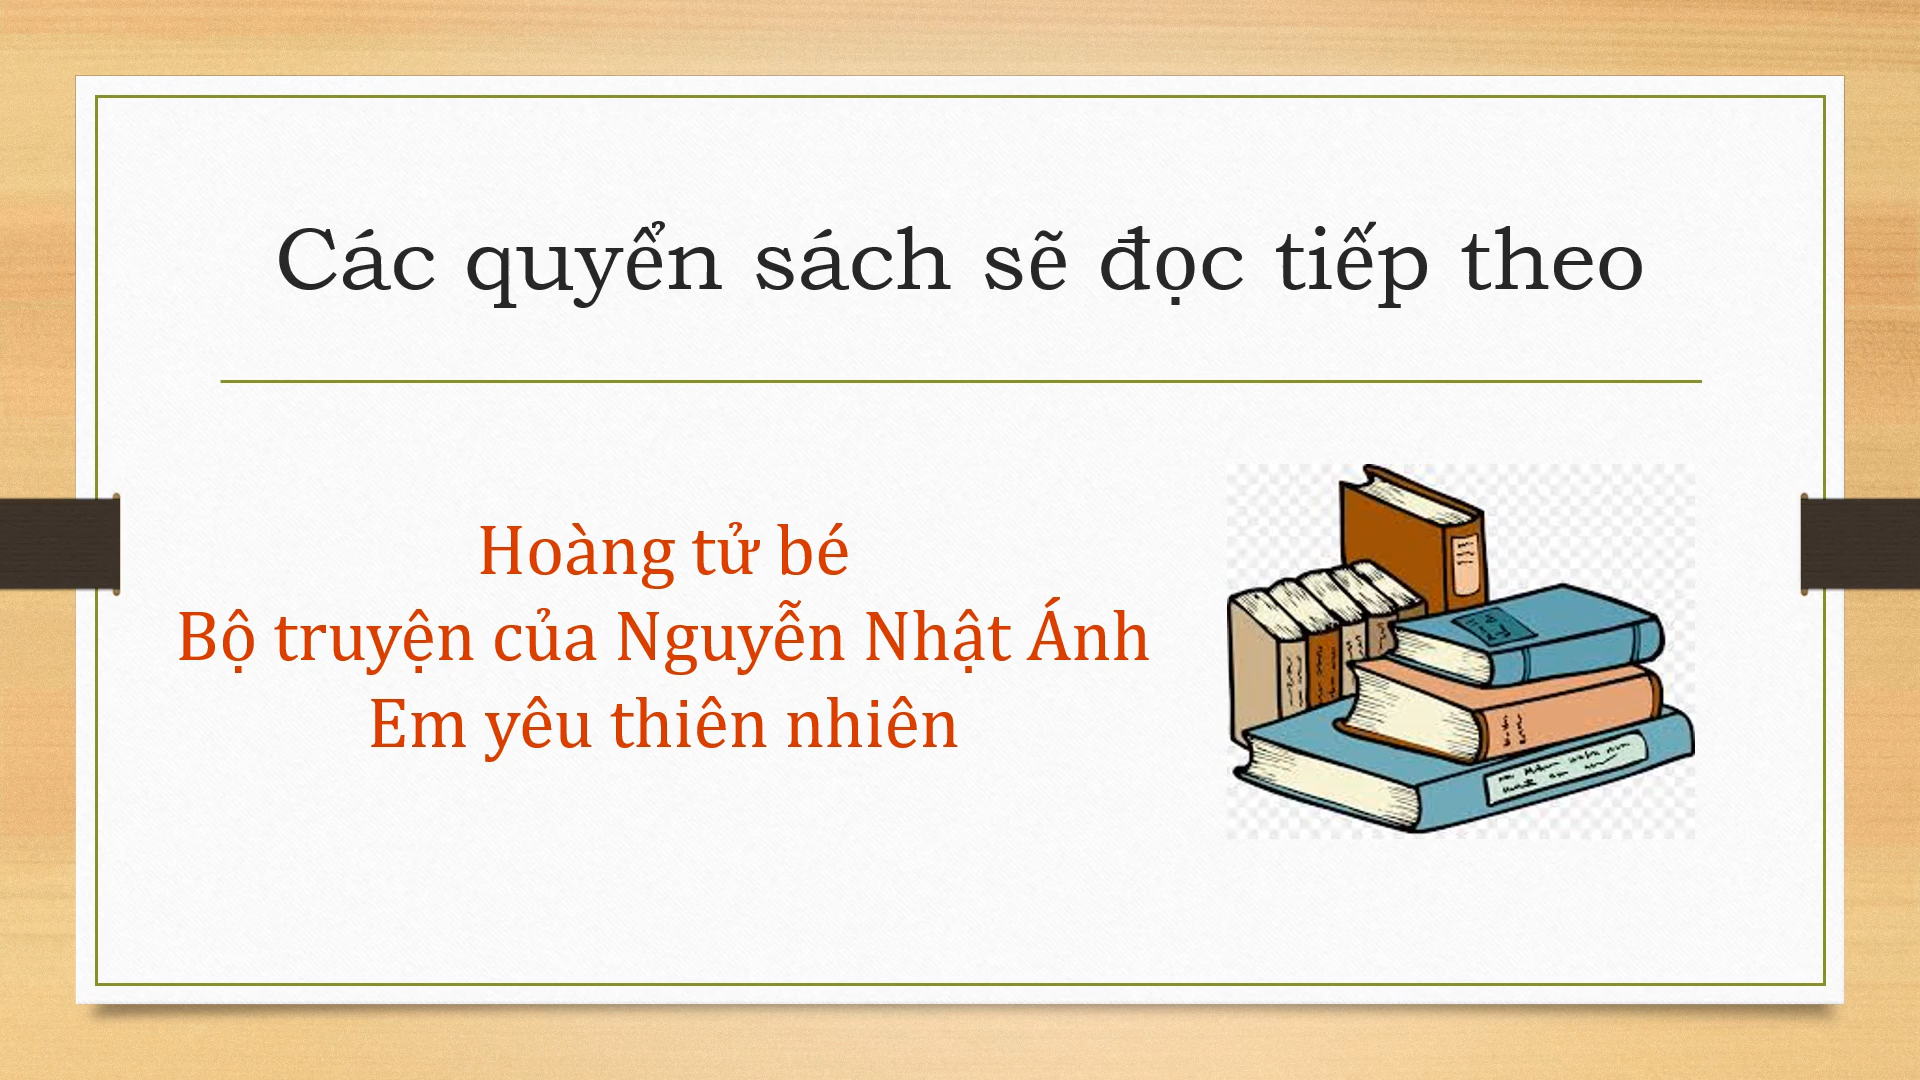 Các quyển sách sẽ đọc tiếp theo
Hoàng tử bé
Bộ truyện của Nguyễn Nhật Ánh
Em yêu thiên nhiên